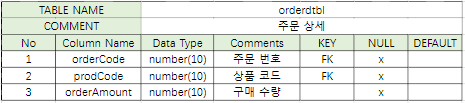 TABLE NAME orderdtbl
COMMENT 주문 상세
No Column Name Data Type Comments KEY NULL DEFAULT
1 orderCode number(10) 주문 번호 FK x
2 prodCode number(10) 상품 코드 FK x
3 orderAmount number(10) 구매 수량 x